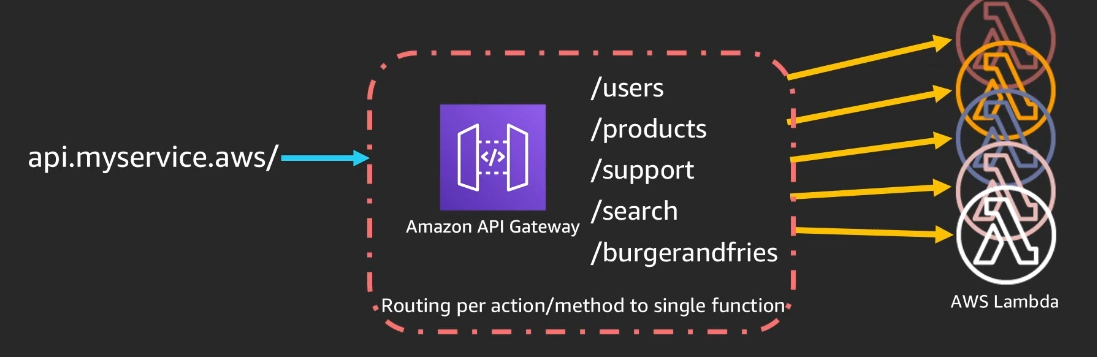 api.myservice.aws/
Amazon API Gateway
/users
/products
/support
/search
/burgerandfries
Routing per action/method to single function
AWS Lambda